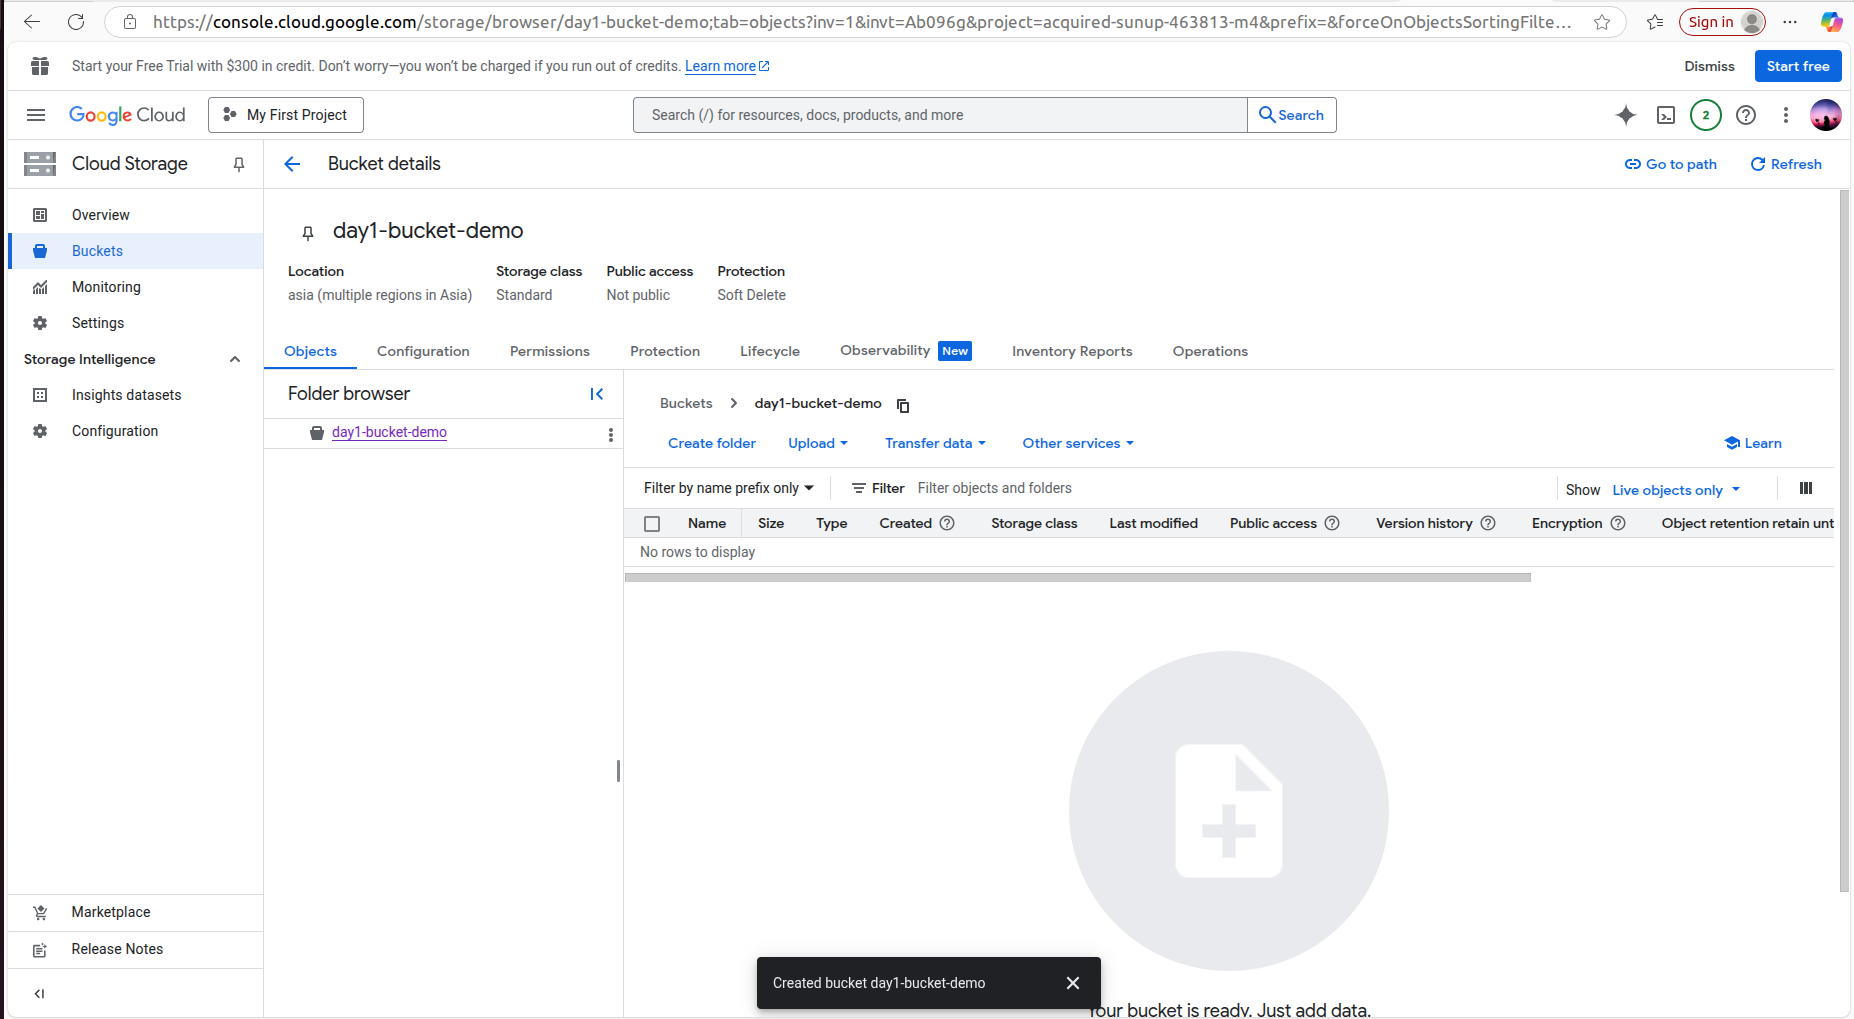 https://console.cloud.google.com/storage/browser/day1-bucket-demo;tab=objects?inv=1&invt=Ab096g&project=acquired-sunup-463813-m4&prefix=&forceOnObjectsSortingFilte...
Sign in
Start your Free Trial with $300 in credit. Don't worry—you won't be charged if you run out of credits. Learn more
Dismiss
Start free
Google Cloud
My First Project
Search (/) for resources, docs, products, and more
Search
2
Cloud Storage
Bucket details
Go to path
Refresh
Overview
Buckets
Monitoring
Settings
Storage Intelligence
Insights datasets
Configuration
Marketplace
Release Notes
day1-bucket-demo
Location Storage class Public access Protection
asia (multiple regions in Asia) Standard Not public Soft Delete
Objects Configuration Permissions Protection Lifecycle Observability New Inventory Reports Operations
Folder browser
day1-bucket-demo
Buckets > day1-bucket-demo
Create folder Upload Transfer data Other services Learn
Filter by name prefix only Filter Filter objects and folders Show Live objects only
Name Size Type Created Storage class Last modified Public access Version history Encryption Object retention retain unt
No rows to display
Created bucket day1-bucket-demo
Your bucket is ready. Just add data.